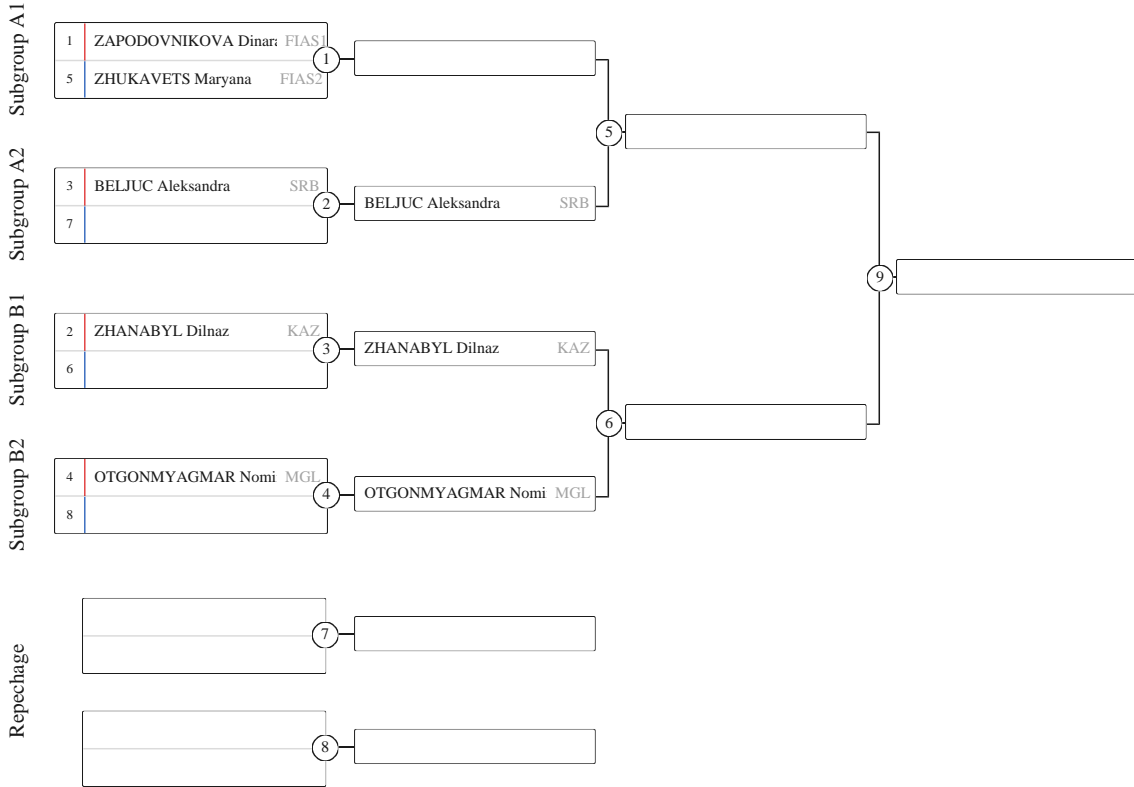 Subgroup A1
1 ZAPODOVNIKOVA Dinara FIAS1
5 ZHUKAVETS Maryana FIAS2
1
5
Subgroup A2
3 BELJUC Aleksandra SRB
7
2
BELJUC Aleksandra SRB
9
Subgroup B1
2 ZHANABYL Dilnaz KAZ
6
3
ZHANABYL Dilnaz KAZ
6
Subgroup B2
4 OTGONMYAGMAR Nomi MGL
8
4
OTGONMYAGMAR Nomi MGL
Repechage
7
8